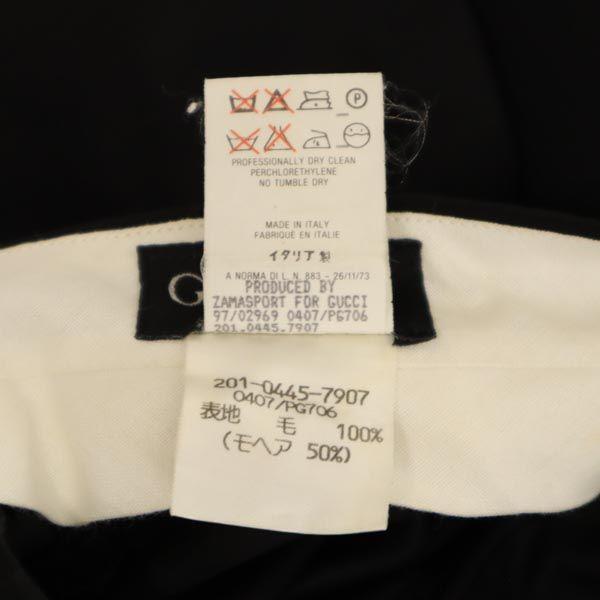 P
PROFESSIONALLY DRY CLEAN
PERCHLORETHYLENE
NO TUMBLE DRY
MADE IN ITALY
FABRIQUE EN ITALIE
イタリア製
A NORMA DI L. N. 883 - 26/11/73
G
PRODUCED BY
ZAMASPORT FOR GUCCI
97/02969 0407/PG706
201.0445.7907
201-0445-7907
0407/PG706
表地 毛 100%
(モヘア 50%)